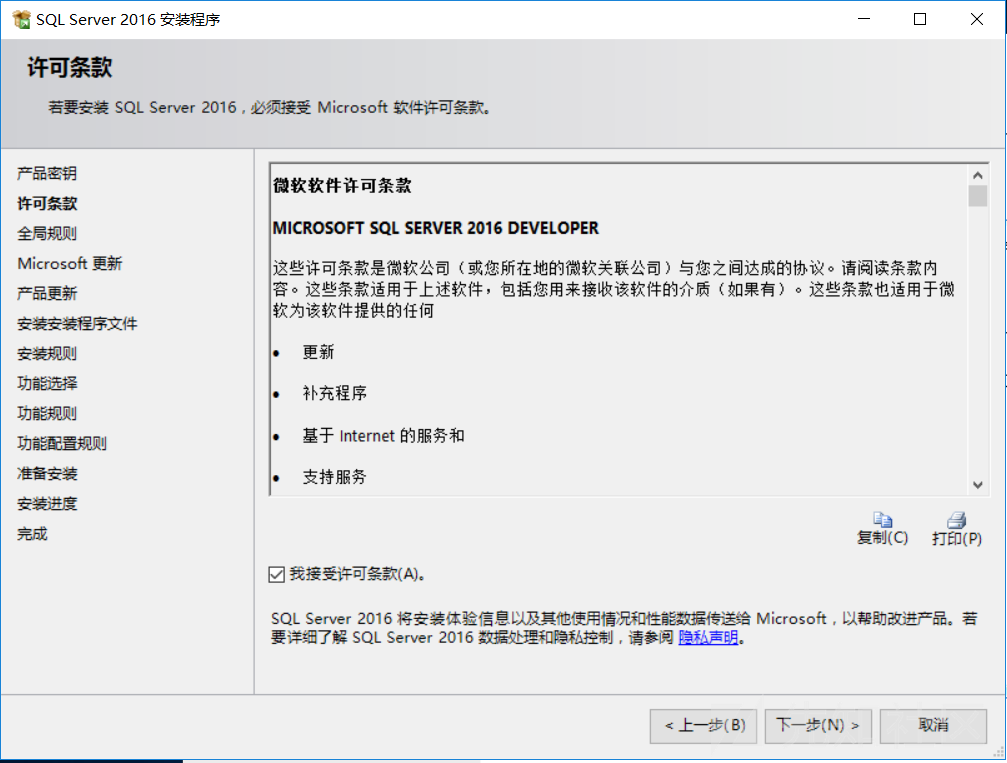 SQL Server 2016 安装程序
许可条款
若要安装 SQL Server 2016，必须接受 Microsoft 软件许可条款。
产品密钥
许可条款
全局规则
Microsoft 更新
产品更新
安装安装程序文件
安装规则
功能选择
功能规则
功能配置规则
准备安装
安装进度
完成
微软软件许可条款
MICROSOFT SQL SERVER 2016 DEVELOPER
这些许可条款是微软公司（或您所在地的微软关联公司）与您之间达成的协议。请阅读条款内
容。这些条款适用于上述软件，包括您用来接收该软件的介质（如果有）。这些条款也适用于微
软为该软件提供的任何
• 更新
• 补充程序
• 基于 Internet 的服务和
• 支持服务
复制(C)
打印(P)
我接受许可条款(A)。
SQL Server 2016 将安装体验信息以及其他使用情况和性能数据传送给 Microsoft，以帮助改进产品。若
要详细了解 SQL Server 2016 数据处理和隐私控制，请参阅 隐私声明。
< 上一步(B)
下一步(N) >
取消